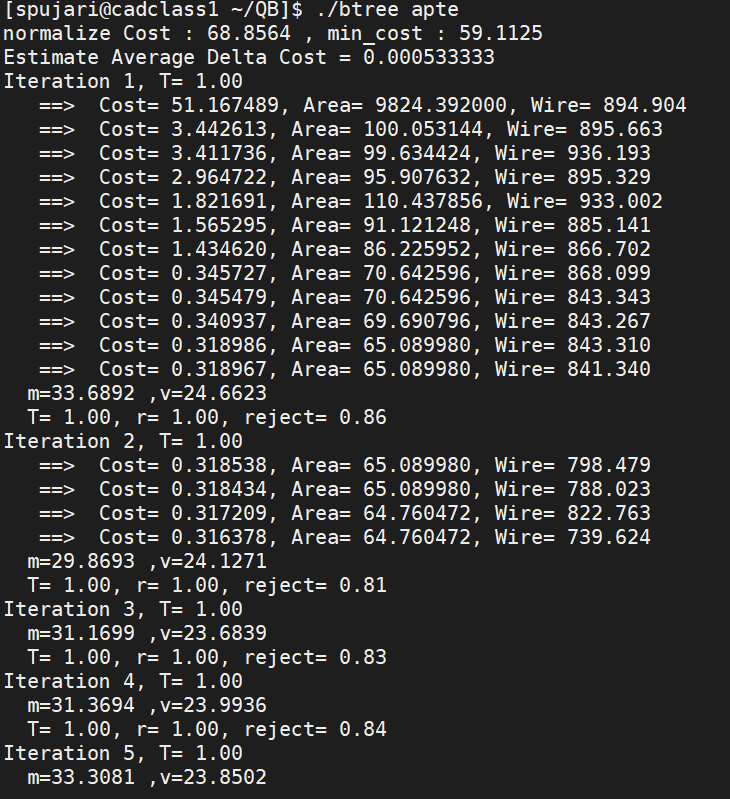 [spujari@cadclass1 ~/QB]$ ./btree apte
normalize Cost : 68.8564 , min_cost : 59.1125
Estimate Average Delta Cost = 0.000533333
Iteration 1, T= 1.00
   ==>  Cost= 51.167489, Area= 9824.392000, Wire= 894.904
   ==>  Cost= 3.442613, Area= 100.053144, Wire= 895.663
   ==>  Cost= 3.411736, Area= 99.634424, Wire= 936.193
   ==>  Cost= 2.964722, Area= 95.907632, Wire= 895.329
   ==>  Cost= 1.821691, Area= 110.437856, Wire= 933.002
   ==>  Cost= 1.565295, Area= 91.121248, Wire= 885.141
   ==>  Cost= 1.434620, Area= 86.225952, Wire= 866.702
   ==>  Cost= 0.345727, Area= 70.642596, Wire= 868.099
   ==>  Cost= 0.345479, Area= 70.642596, Wire= 843.343
   ==>  Cost= 0.340937, Area= 69.690796, Wire= 843.267
   ==>  Cost= 0.318986, Area= 65.089980, Wire= 843.310
   ==>  Cost= 0.318967, Area= 65.089980, Wire= 841.340
  m=33.6892 ,v=24.6623
  T= 1.00, r= 1.00, reject= 0.86
Iteration 2, T= 1.00
   ==>  Cost= 0.318538, Area= 65.089980, Wire= 798.479
   ==>  Cost= 0.318434, Area= 65.089980, Wire= 788.023
   ==>  Cost= 0.317209, Area= 64.760472, Wire= 822.763
   ==>  Cost= 0.316378, Area= 64.760472, Wire= 739.624
  m=29.8693 ,v=24.1271
  T= 1.00, r= 1.00, reject= 0.81
Iteration 3, T= 1.00
  m=31.1699 ,v=23.6839
  T= 1.00, r= 1.00, reject= 0.83
Iteration 4, T= 1.00
  m=31.3694 ,v=23.9936
  T= 1.00, r= 1.00, reject= 0.84
Iteration 5, T= 1.00
  m=33.3081 ,v=23.8502